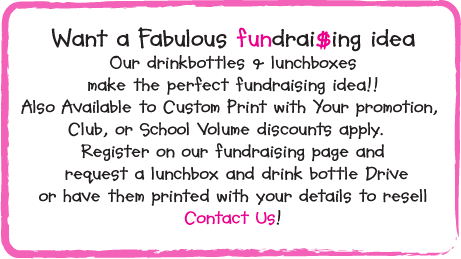 Want a Fabulous fundrai$ing idea
Our drinkbottles & lunchboxes
make the perfect fundraising idea!!
Also Available to Custom Print with Your promotion,
Club, or School Volume discounts apply.
Register on our fundraising page and
request a lunchbox and drink bottle Drive
or have them printed with your details to resell
Contact Us!